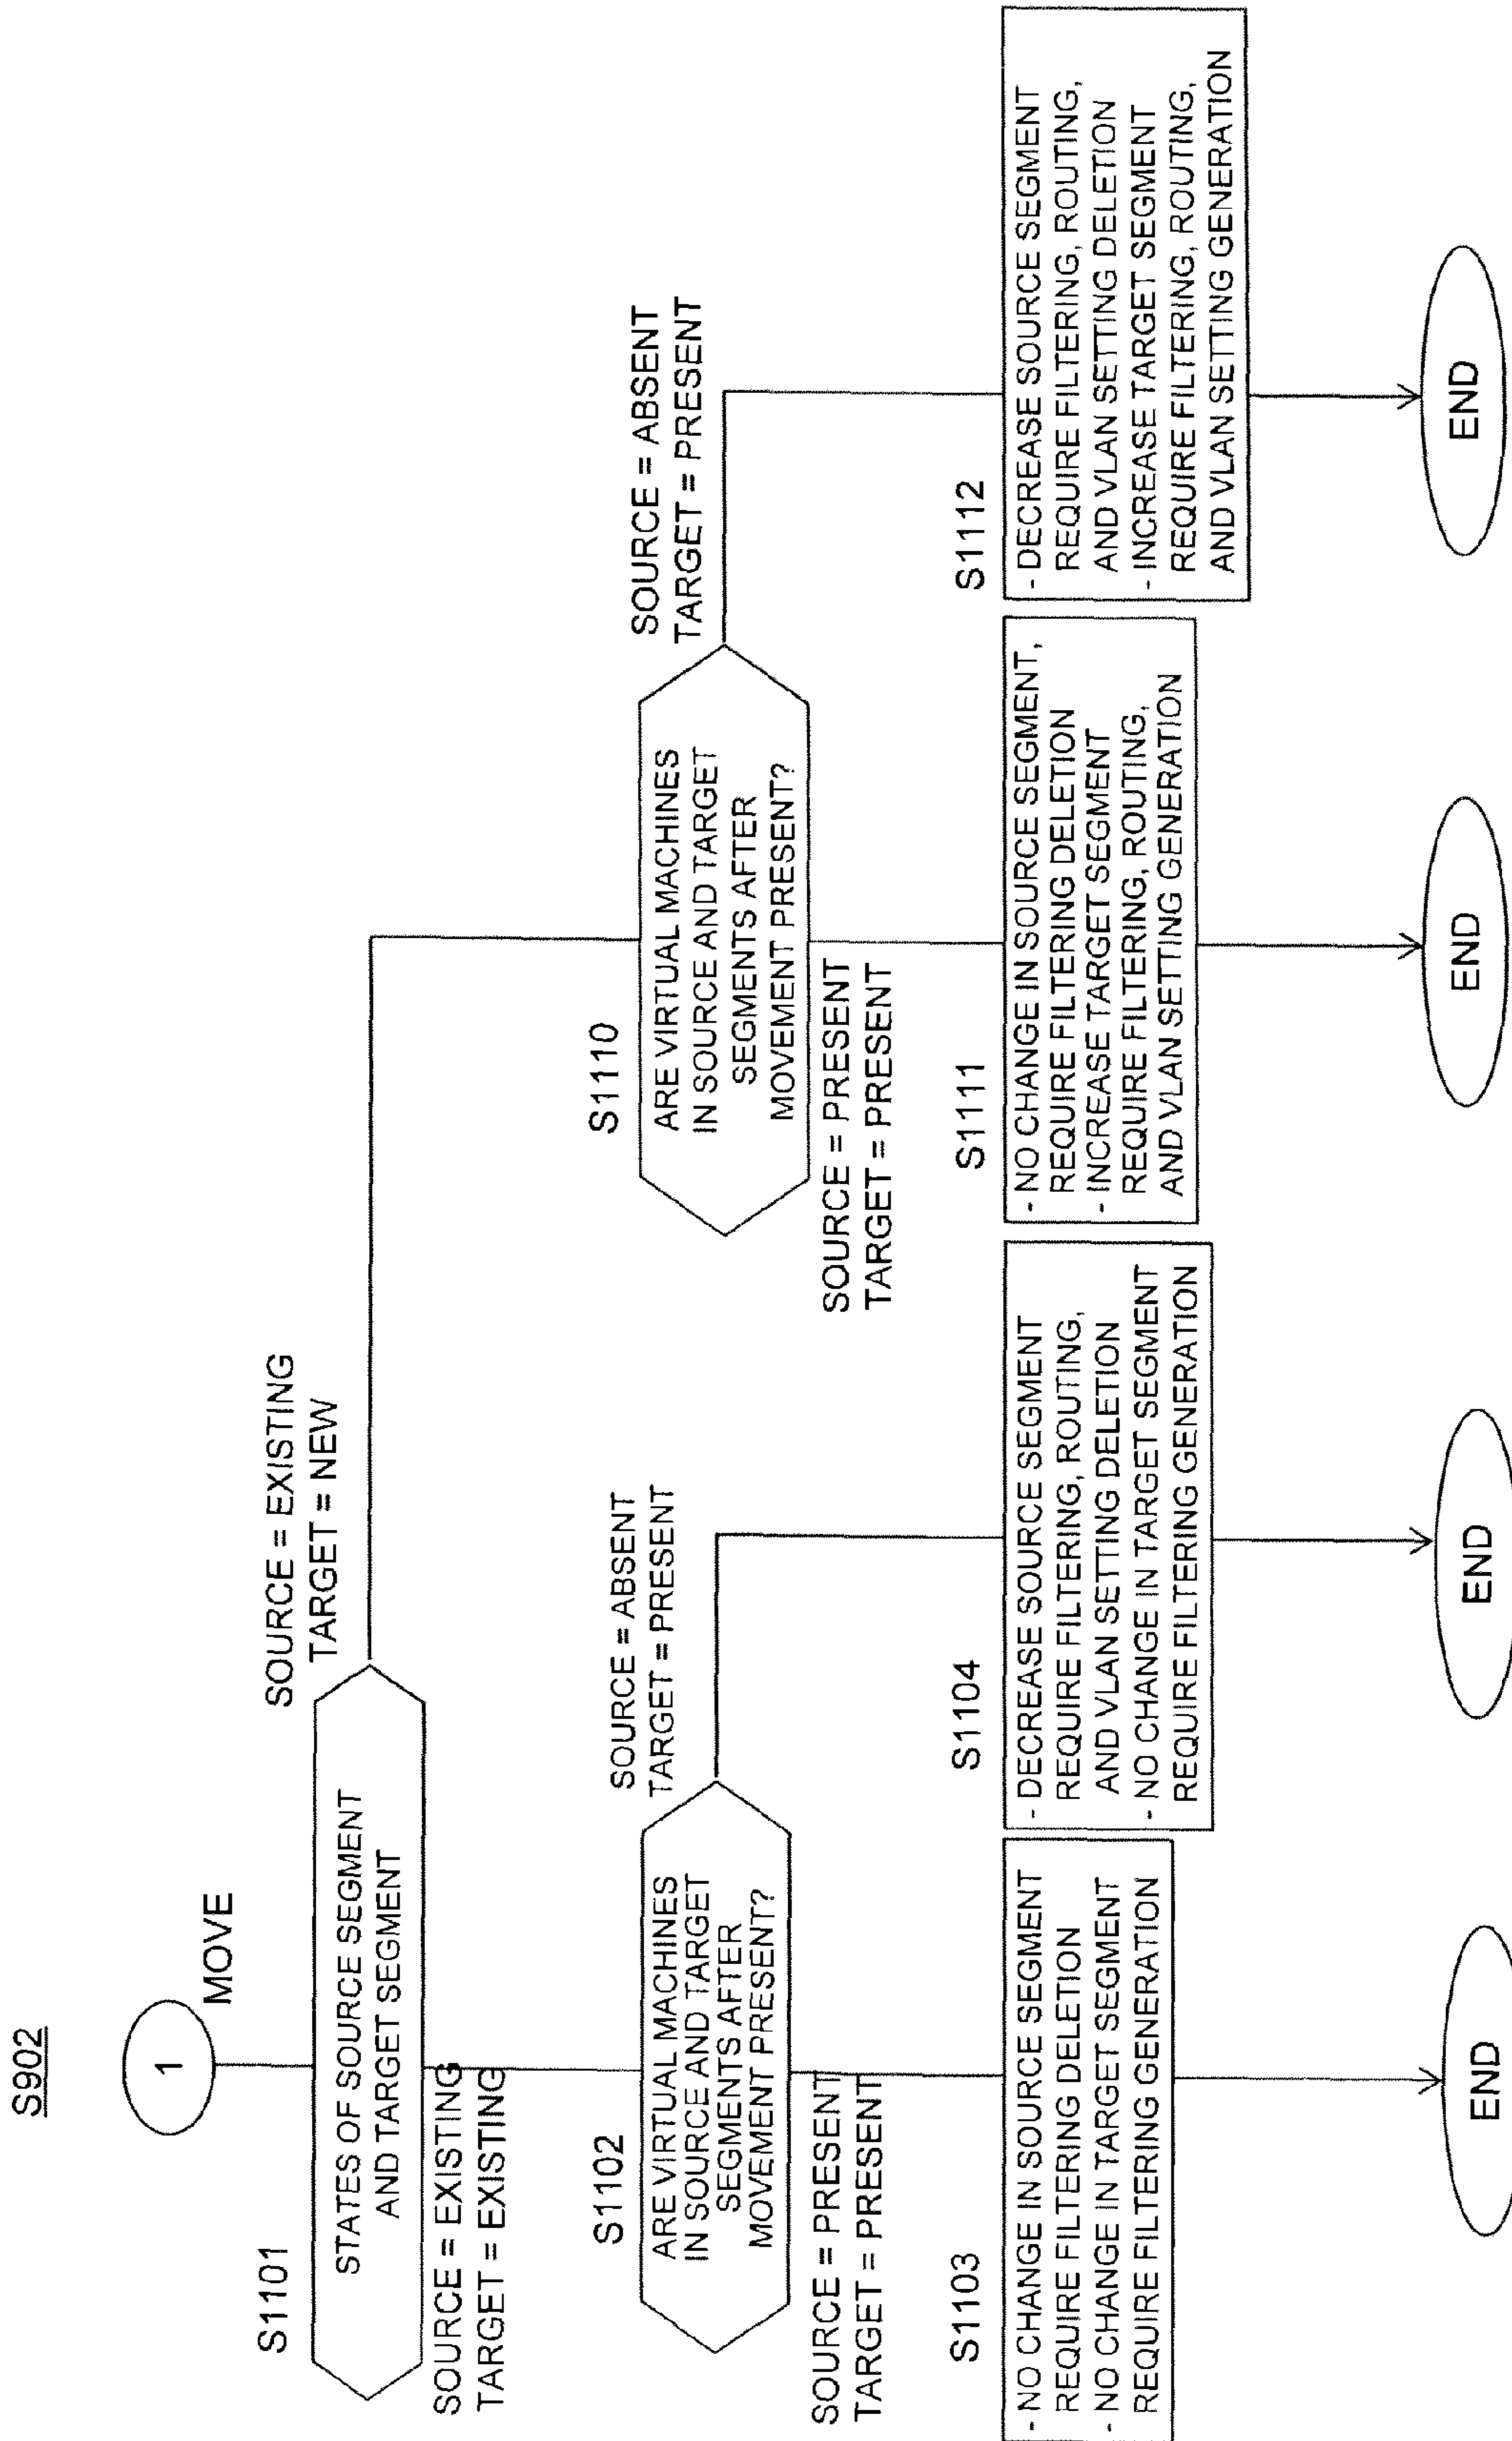 S902
1
MOVE
S1101
STATES OF SOURCE SEGMENT
AND TARGET SEGMENT
SOURCE = EXISTING
TARGET = NEW
SOURCE = EXISTING
TARGET = EXISTING
S1102
ARE VIRTUAL MACHINES
IN SOURCE AND TARGET
SEGMENTS AFTER
MOVEMENT PRESENT?
SOURCE = ABSENT
TARGET = PRESENT
SOURCE = PRESENT
TARGET = PRESENT
S1110
ARE VIRTUAL MACHINES
IN SOURCE AND TARGET
SEGMENTS AFTER
MOVEMENT PRESENT?
SOURCE = ABSENT
TARGET = PRESENT
SOURCE = PRESENT
TARGET = PRESENT
S1103
- NO CHANGE IN SOURCE SEGMENT
REQUIRE FILTERING DELETION
- NO CHANGE IN TARGET SEGMENT
REQUIRE FILTERING GENERATION
S1104
- DECREASE SOURCE SEGMENT
REQUIRE FILTERING, ROUTING,
AND VLAN SETTING DELETION
- NO CHANGE IN TARGET SEGMENT
REQUIRE FILTERING GENERATION
S1111
- NO CHANGE IN SOURCE SEGMENT,
REQUIRE FILTERING DELETION
- INCREASE TARGET SEGMENT
REQUIRE FILTERING, ROUTING,
AND VLAN SETTING GENERATION
S1112
- DECREASE SOURCE SEGMENT
REQUIRE FILTERING, ROUTING,
AND VLAN SETTING DELETION
- INCREASE TARGET SEGMENT
REQUIRE FILTERING, ROUTING,
AND VLAN SETTING GENERATION
END
END
END
END